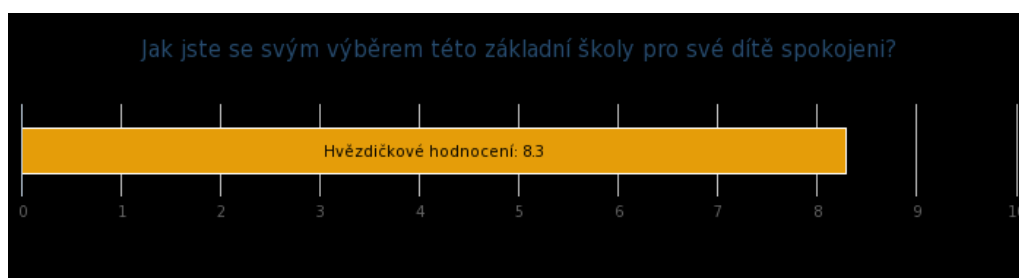 Jak jste se svým výběrem této základní školy pro své dítě spokojeni?
Hvězdičkové hodnocení: 8.3
0 1 2 3 4 5 6 7 8 9 10